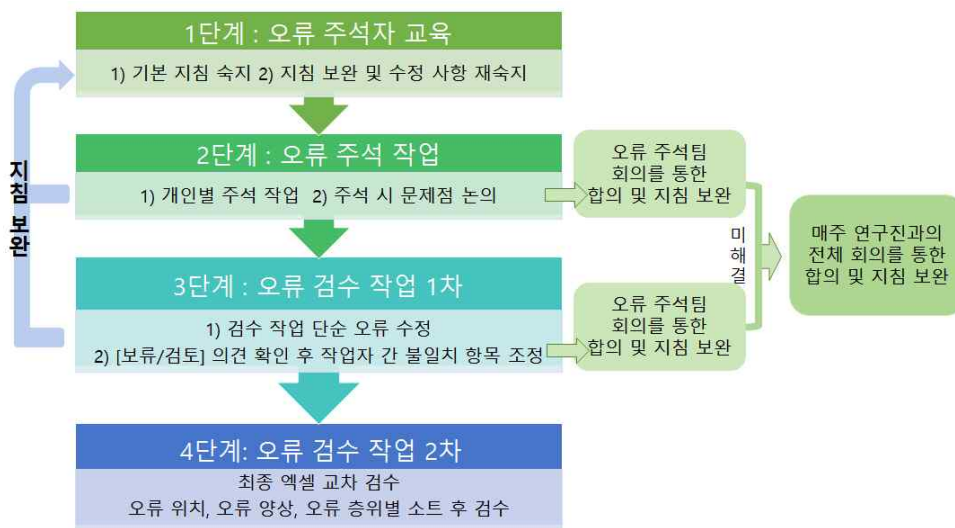 1단계 : 오류 주석자 교육
1) 기본 지침 숙지 2) 지침 보완 및 수정 사항 재숙지
지침 보완
2단계 : 오류 주석 작업
1) 개인별 주석 작업 2) 주석 시 문제점 논의
오류 주석팀
회의를 통한
합의 및 지침 보완
미해결
매주 연구진과의
전체 회의를 통한
합의 및 지침 보완
3단계 : 오류 검수 작업 1차
1) 검수 작업 단순 오류 수정
2) [보류/검토] 의견 확인 후 작업자 간 불일치 항목 조정
오류 주석팀
회의를 통한
합의 및 지침 보완
4단계: 오류 검수 작업 2차
최종 엑셀 교차 검수
오류 위치, 오류 양상, 오류 층위별 소트 후 검수